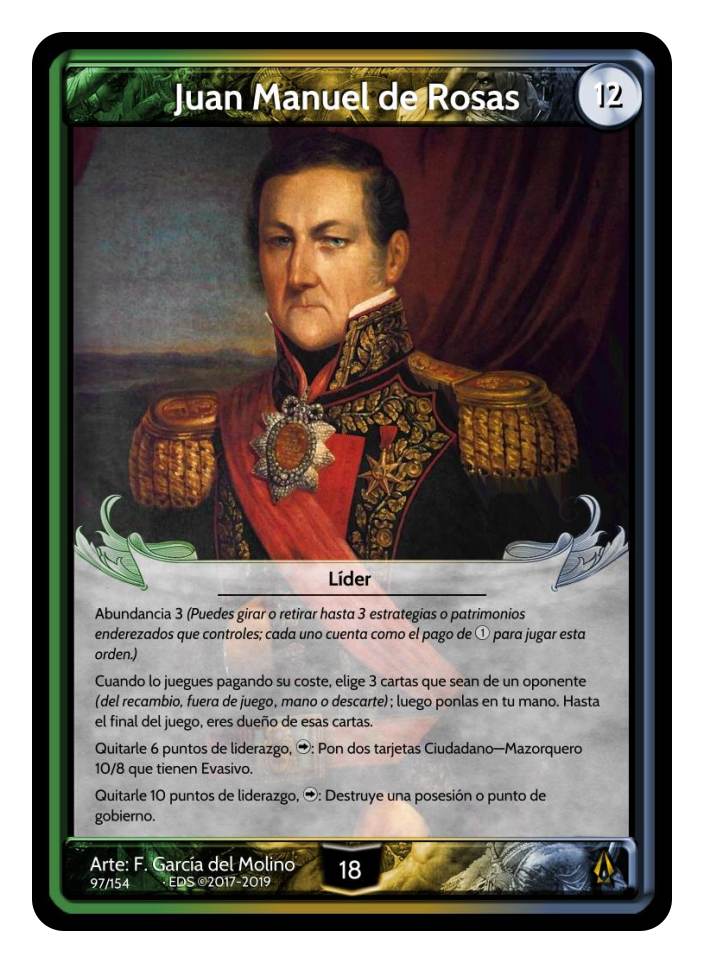 Juan Manuel de Rosas
12
Líder
Abundancia 3 (Puedes girar o retirar hasta 3 estrategias o patrimonios
enderezados que controles; cada uno cuenta como el pago de 1 para jugar esta
orden.)
Cuando lo juegues pagando su coste, elige 3 cartas que sean de un oponente
(del recambio, fuera de juego, mano o descarte); luego ponlas en tu mano. Hasta
el final del juego, eres dueño de esas cartas.
Quitarle 6 puntos de liderazgo, ➡: Pon dos tarjetas Ciudadano—Mazorquero
10/8 que tienen Evasivo.
Quitarle 10 puntos de liderazgo, ➡: Destruye una posesión o punto de
gobierno.
Arte: F. García del Molino
18
97/154 · EDS ©2017-2019